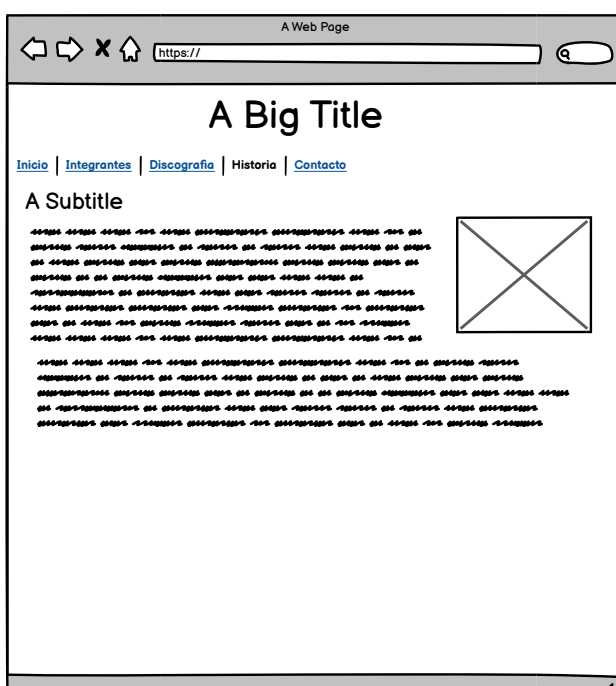 A Web Page
https://
A Big Title
Inicio | Integrantes | Discografia | Historia | Contacto
A Subtitle